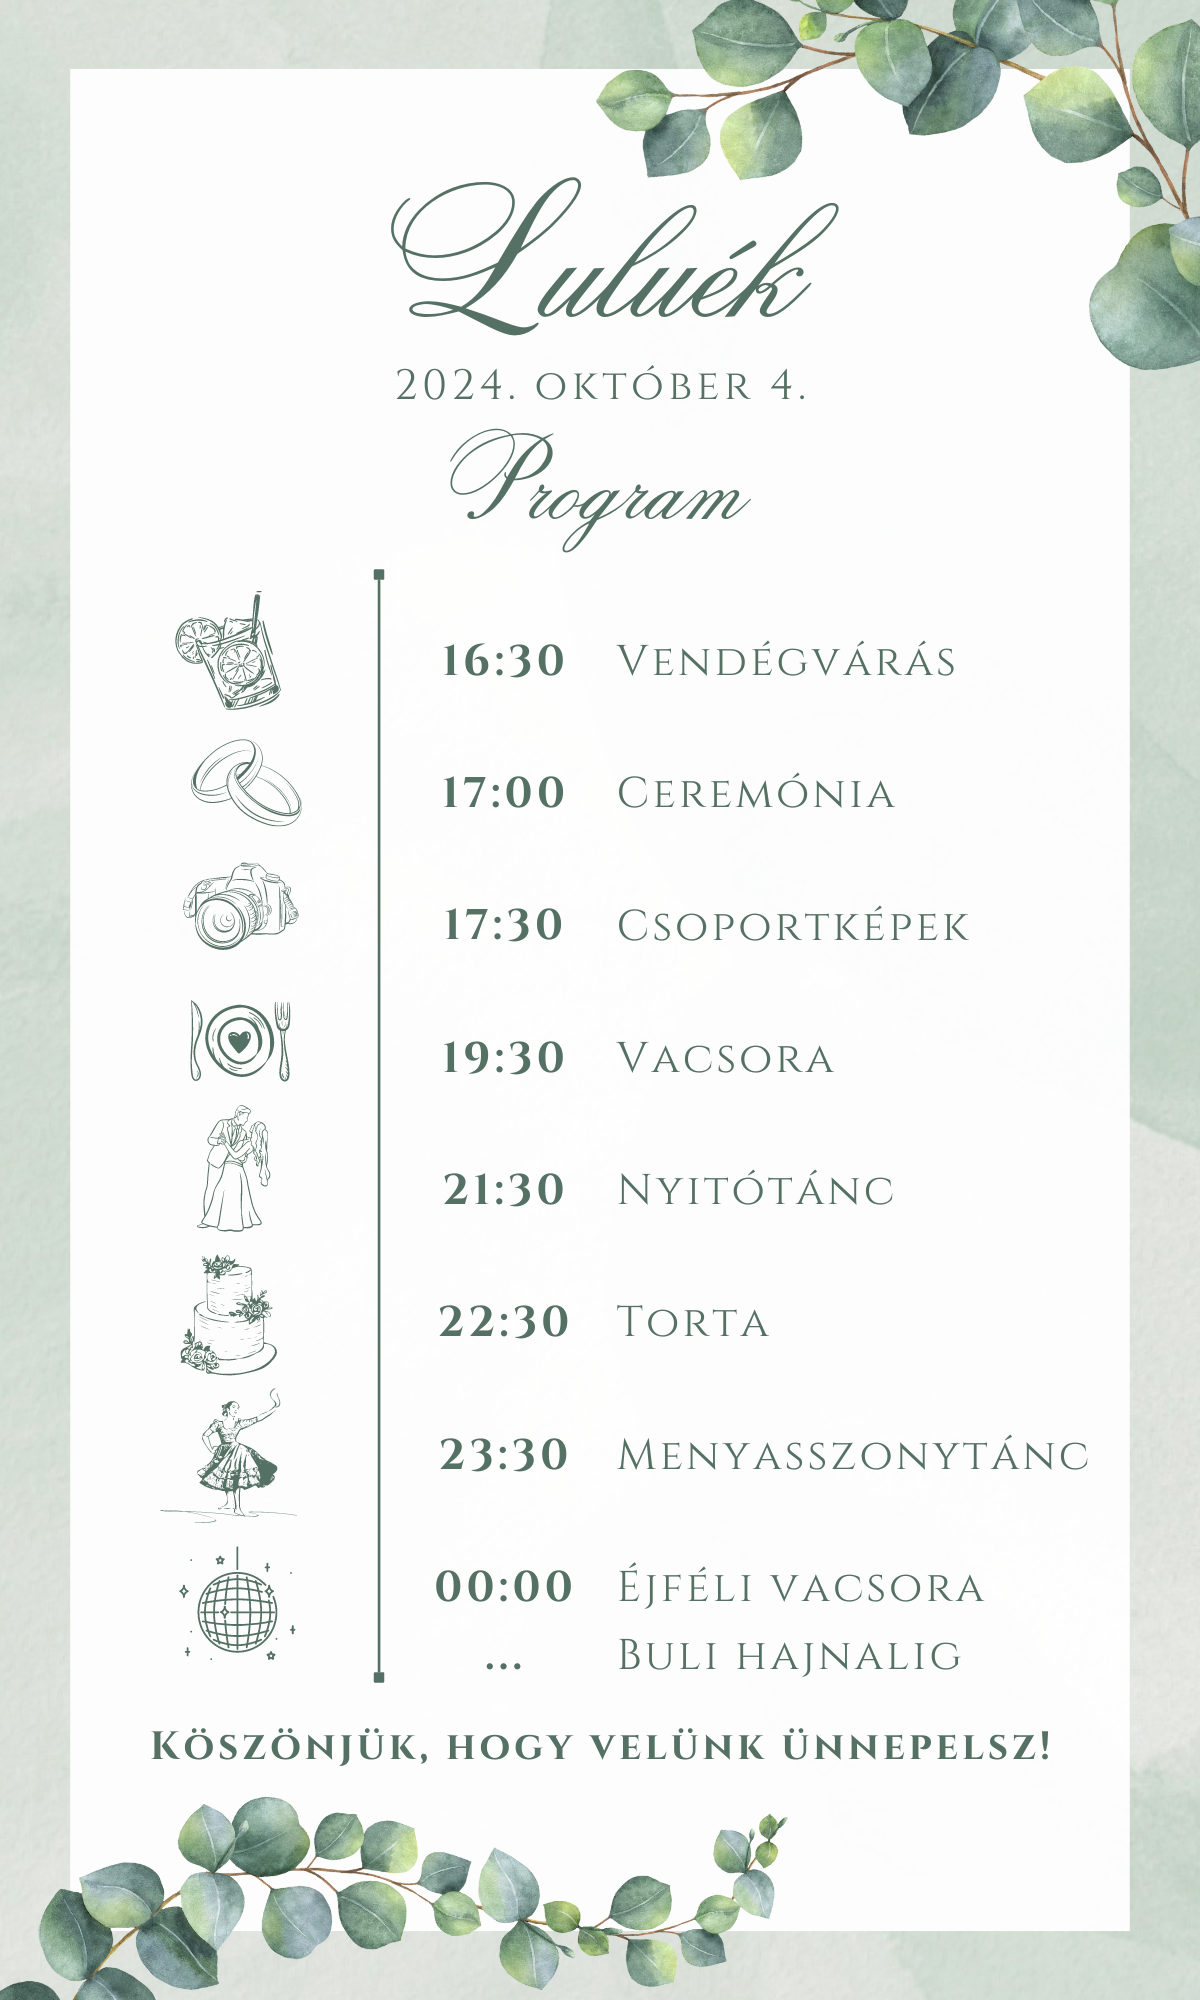 Luluék
2024. OKTÓBER 4.
Program
16:30 VENDÉGVÁRÁS
17:00 CEREMÓNIA
17:30 CSOPORTKÉPEK
19:30 VACSORA
21:30 NYITÓTÁNC
22:30 TORTA
23:30 MENYASSZONYTÁNC
00:00 ÉJFÉLI VACSORA
... BULI HAJNALIG
KÖSZÖNJÜK, HOGY VELÜNK ÜNNEPELSZ!